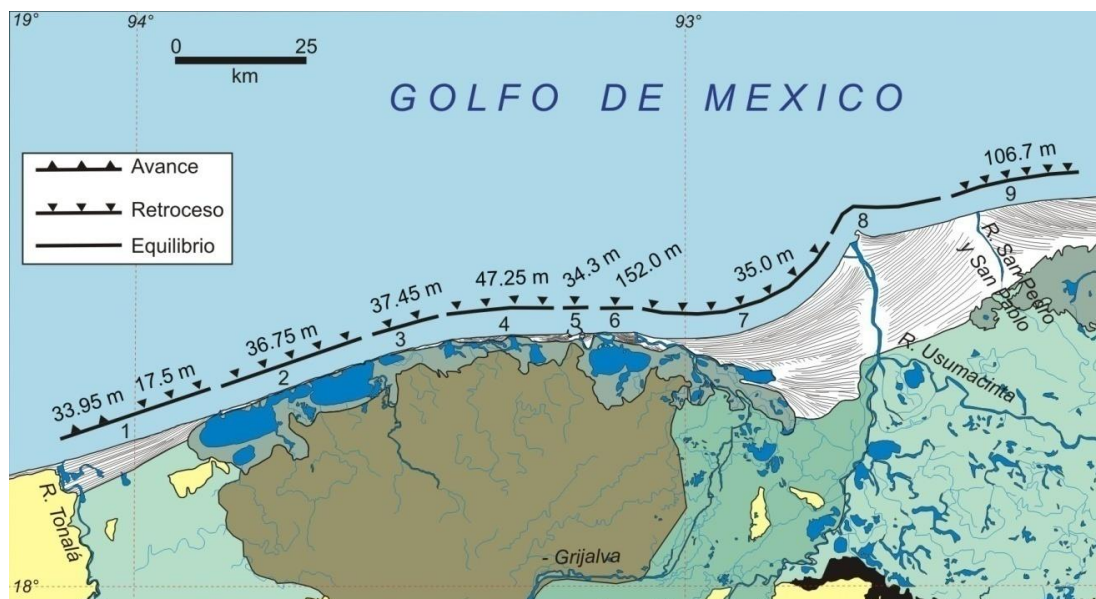 19°
94°
93°
0 25
km
GOLFO DE MEXICO
Avance
Retroceso
Equilibrio
106.7 m
9
8
35.0 m
7
152.0 m
6
34.3 m
5
47.25 m
4
37.45 m
3
36.75 m
2
17.5 m
33.95 m
1
R. San Pedro
y San Pablo
R. Usumacinta
R. Tonalá
- Grijalva
18°